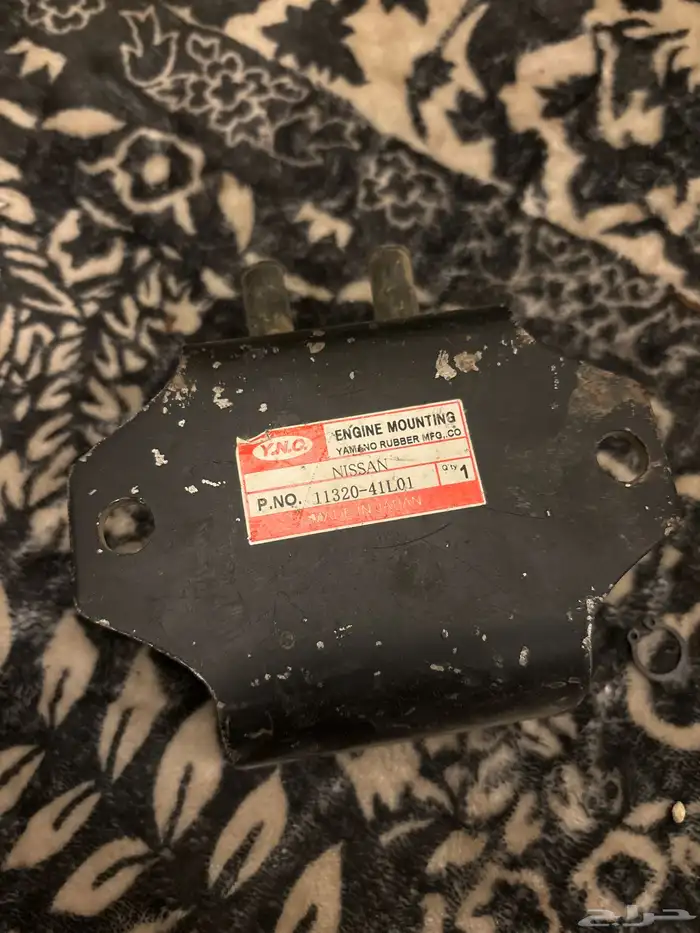 Y.N.C. ENGINE MOUNTING
YAMANO RUBBER MFG.,CO
NISSAN Q'ty 1
P.NO. 11320-41L01
MADE IN JAPAN
حراج